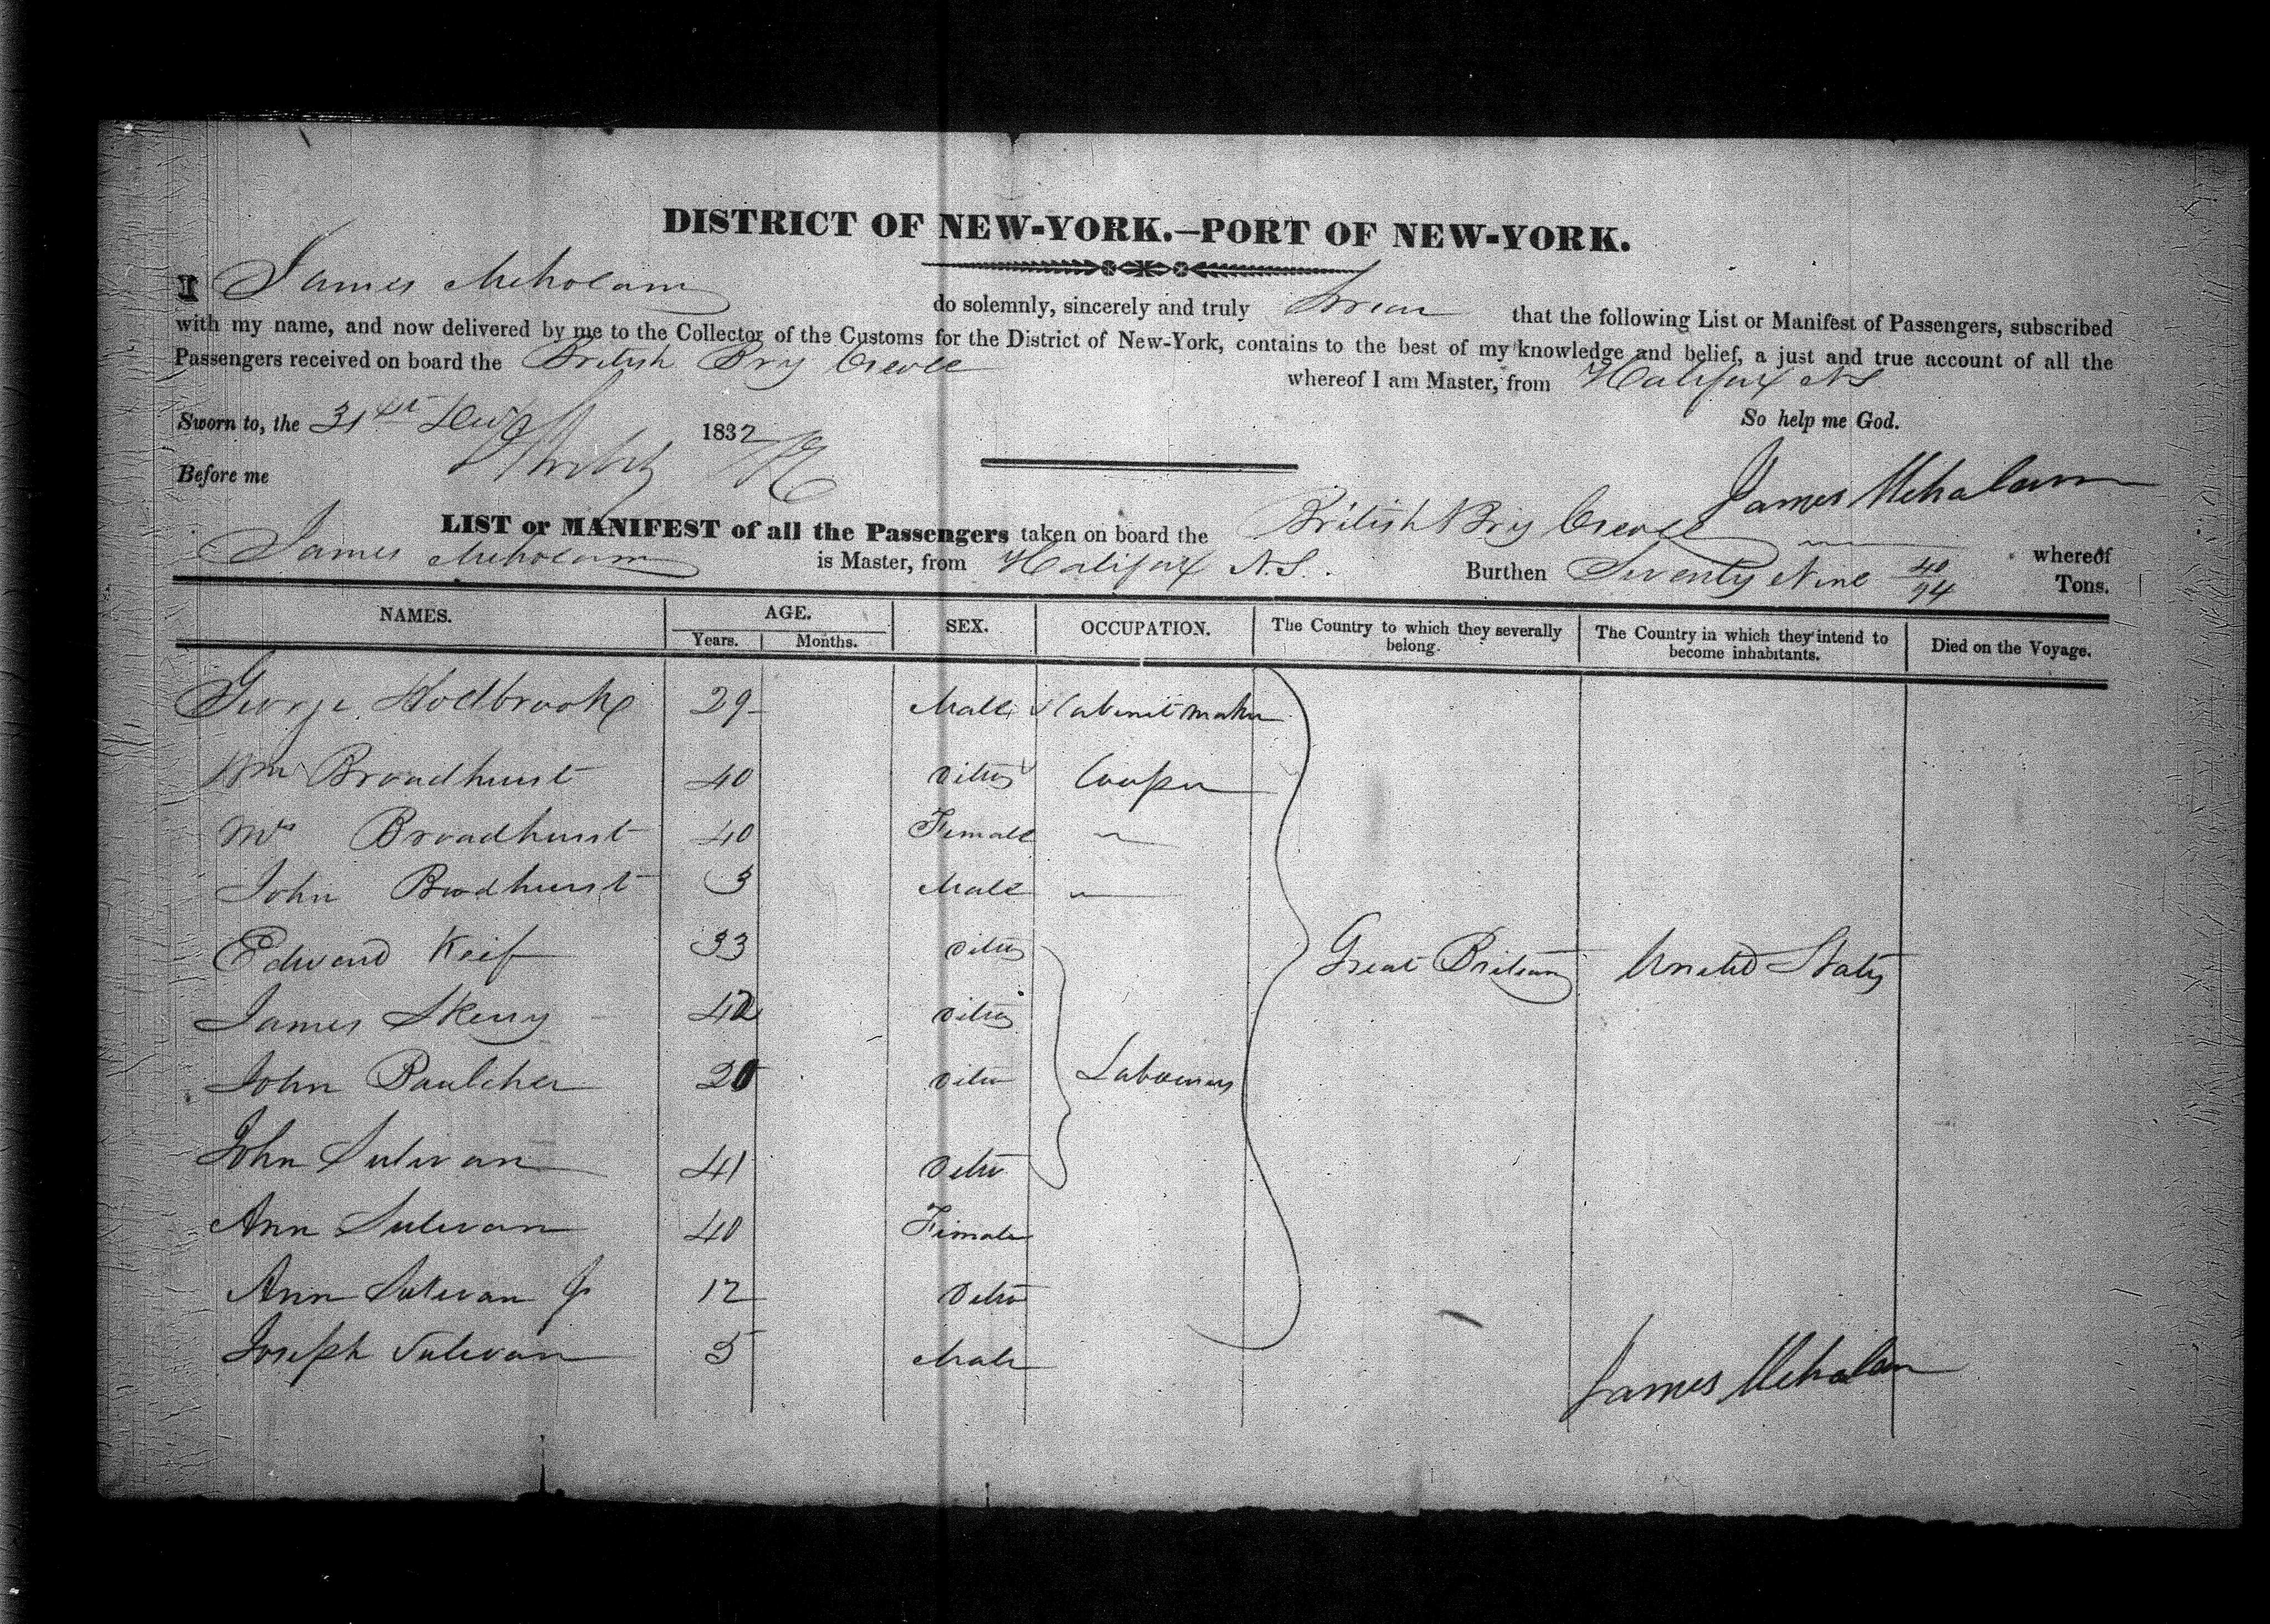 DISTRICT OF NEW-YORK.—PORT OF NEW-YORK.
I James Meholam do solemnly, sincerely and truly Swear that the following List or Manifest of Passengers, subscribed
with my name, and now delivered by me to the Collector of the Customs for the District of New-York, contains to the best of my knowledge and belief, a just and true account of all the
Passengers received on board the British Brig Creole whereof I am Master, from Halifax NS
Sworn to, the 31st 1832 So help me God.
Before me
James Mehalam
LIST or MANIFEST of all the Passengers taken on board the British Brig Creole whereof
James Meholam is Master, from Halifax N.S. Burthen Seventy Nine 40/94 Tons.
NAMES. AGE. SEX. OCCUPATION. The Country to which they severally belong. The Country in which they intend to become inhabitants. Died on the Voyage.
Years. Months.
George Holbrook 29 Male Cabinet maker
Wm Broadhurst 40 Ditto Cooper
Mrs Broadhurst 40 Female
John Brodhurst 3 Male
Edward Keif 33 Ditto Great Britain United States
James Skerry 42 Ditto
John Paulcher 20 Ditto Labourers
John Sulivan 41 Ditto
Ann Sulivan 40 Female
Ann Sulivan Jr 12 Ditto
Joseph Sulivan 5 Male
James Mehalam